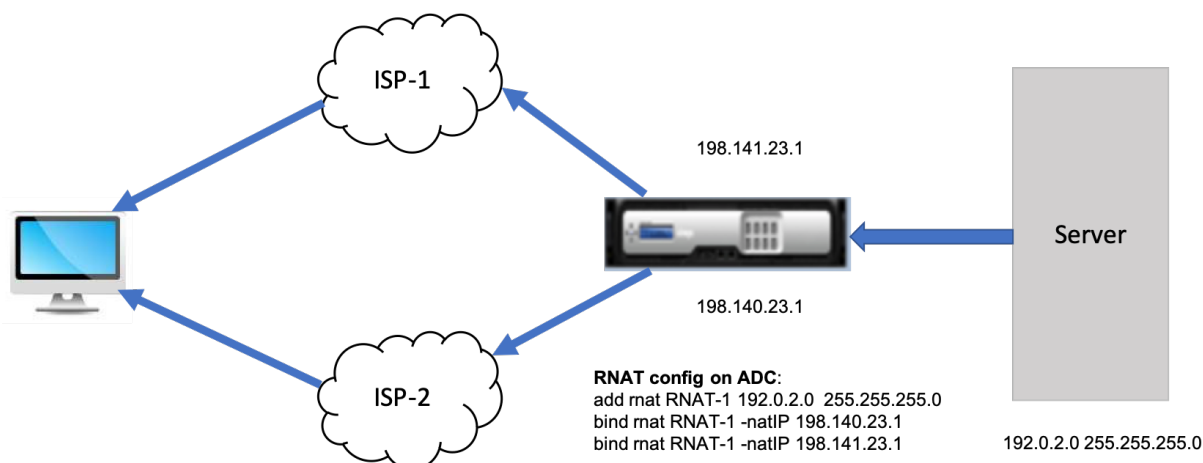 ISP-1
198.141.23.1
Server
198.140.23.1
ISP-2
RNAT config on ADC:
add rnat RNAT-1 192.0.2.0  255.255.255.0
bind rnat RNAT-1 -natIP 198.140.23.1
bind rnat RNAT-1 -natIP 198.141.23.1
192.0.2.0 255.255.255.0